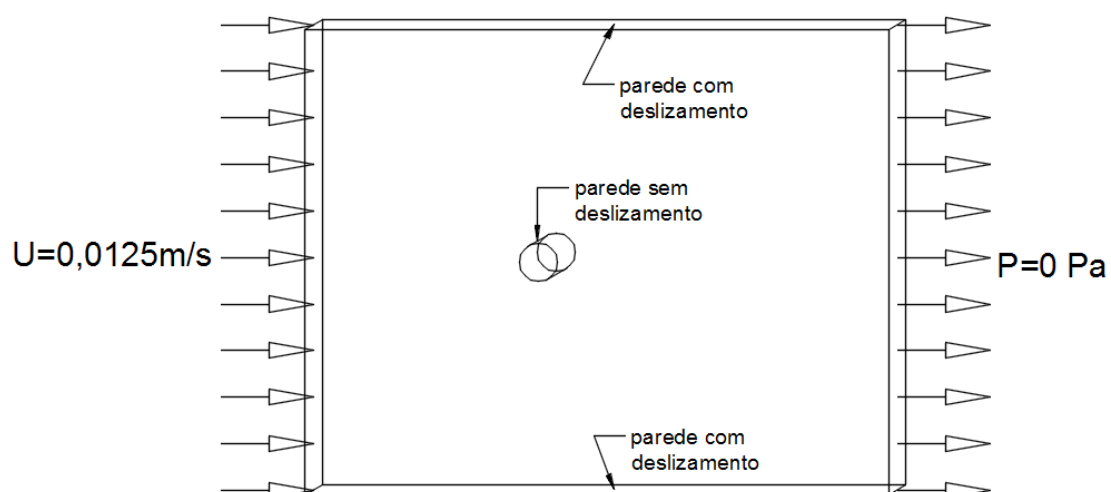 parede com
deslizamento
parede sem
deslizamento
U=0,0125m/s
P=0 Pa
parede com
deslizamento